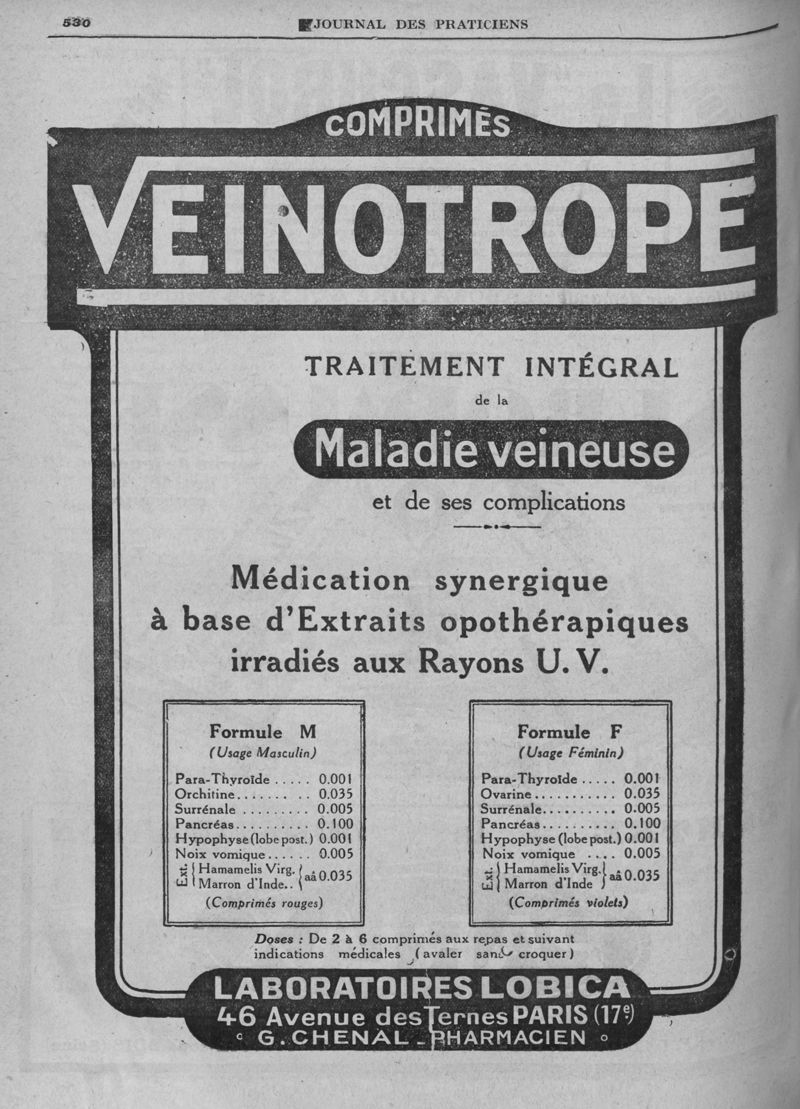 530
JOURNAL DES PRATICIENS
COMPRIMÉS
VEINOTROPE
TRAITEMENT INTÉGRAL
de la
Maladie veineuse
et de ses complications
Médication synergique
à base d'Extraits opothérapiques
irradiés aux Rayons U. V.
Formule M
(Usage Masculin)
Para-Thyroïde ..... 0.001
Orchitine....... .. 0.035
Surrénale ......... 0.005
Pancréas.......... 0.100
Hypophyse (lobe post.) 0.001
Noix vomique...... 0.005
Ext. { Hamamelis Virg. } aâ 0.035
Marron d'Inde..
(Comprimés rouges)
Formule F
(Usage Féminin)
Para-Thyroïde ..... 0.001
Ovarine........... 0.035
Surrénale.......... 0.005
Pancréas.......... 0.100
Hypophyse (lobe post.) 0.001
Noix vomique .... 0.005
Ext. { Hamamelis Virg. } aâ 0.035
Marron d'Inde
(Comprimés violets)
Doses : De 2 à 6 comprimés aux repas et suivant
indications médicales (avaler sans croquer)
LABORATOIRES LOBICA
46 Avenue des Ternes PARIS (17e)
G. CHENAL - PHARMACIEN